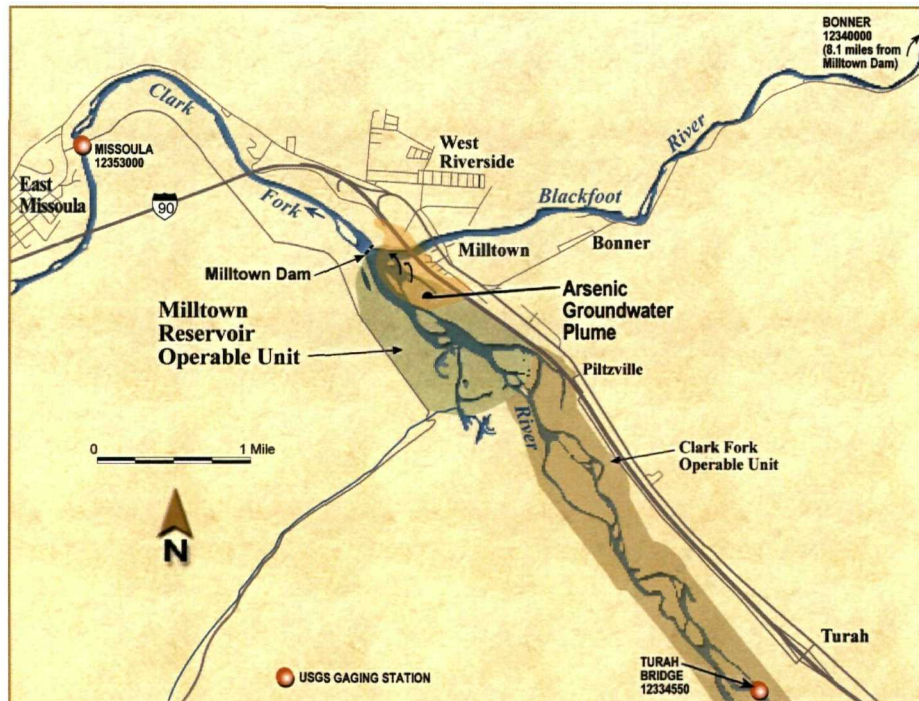 BONNER
12340000
(8.1 miles from
Milltown Dam)
Clark
MISSOULA
12353000
West
Riverside
River
East
Missoula
90
Fork
Blackfoot
Bonner
Milltown
Milltown Dam
Arsenic
Groundwater
Plume
Milltown
Reservoir
Operable Unit
Piltzville
River
0 1 Mile
Clark Fork
Operable Unit
N
Turah
USGS GAGING STATION
TURAH
BRIDGE
12334550